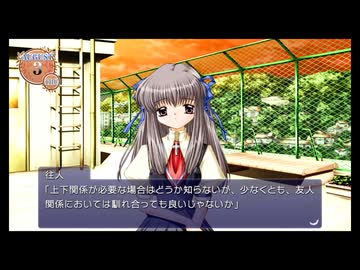 AUGUST
3
往人
「上下関係が必要な場合はどうか知らないが、少なくとも、友人
関係においては馴れ合っても良いじゃないか」